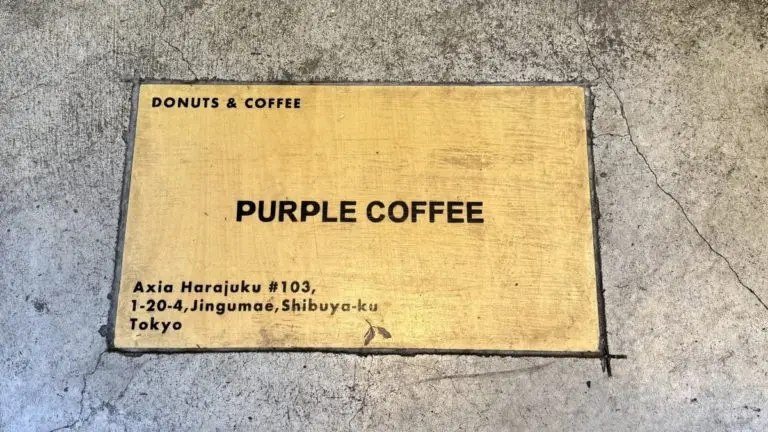 DONUTS & COFFEE
PURPLE COFFEE
Axia Harajuku #103,
1-20-4,Jingumae,Shibuya-ku
Tokyo